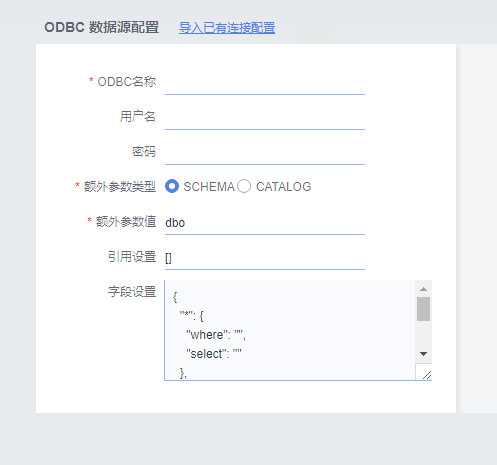 ODBC 数据源配置 导入已有连接配置
* ODBC名称
用户名
密码
* 额外参数类型 SCHEMA CATALOG
* 额外参数值 dbo
引用设置 []
字段设置
{
"*": {
"where": "",
"select": ""
},